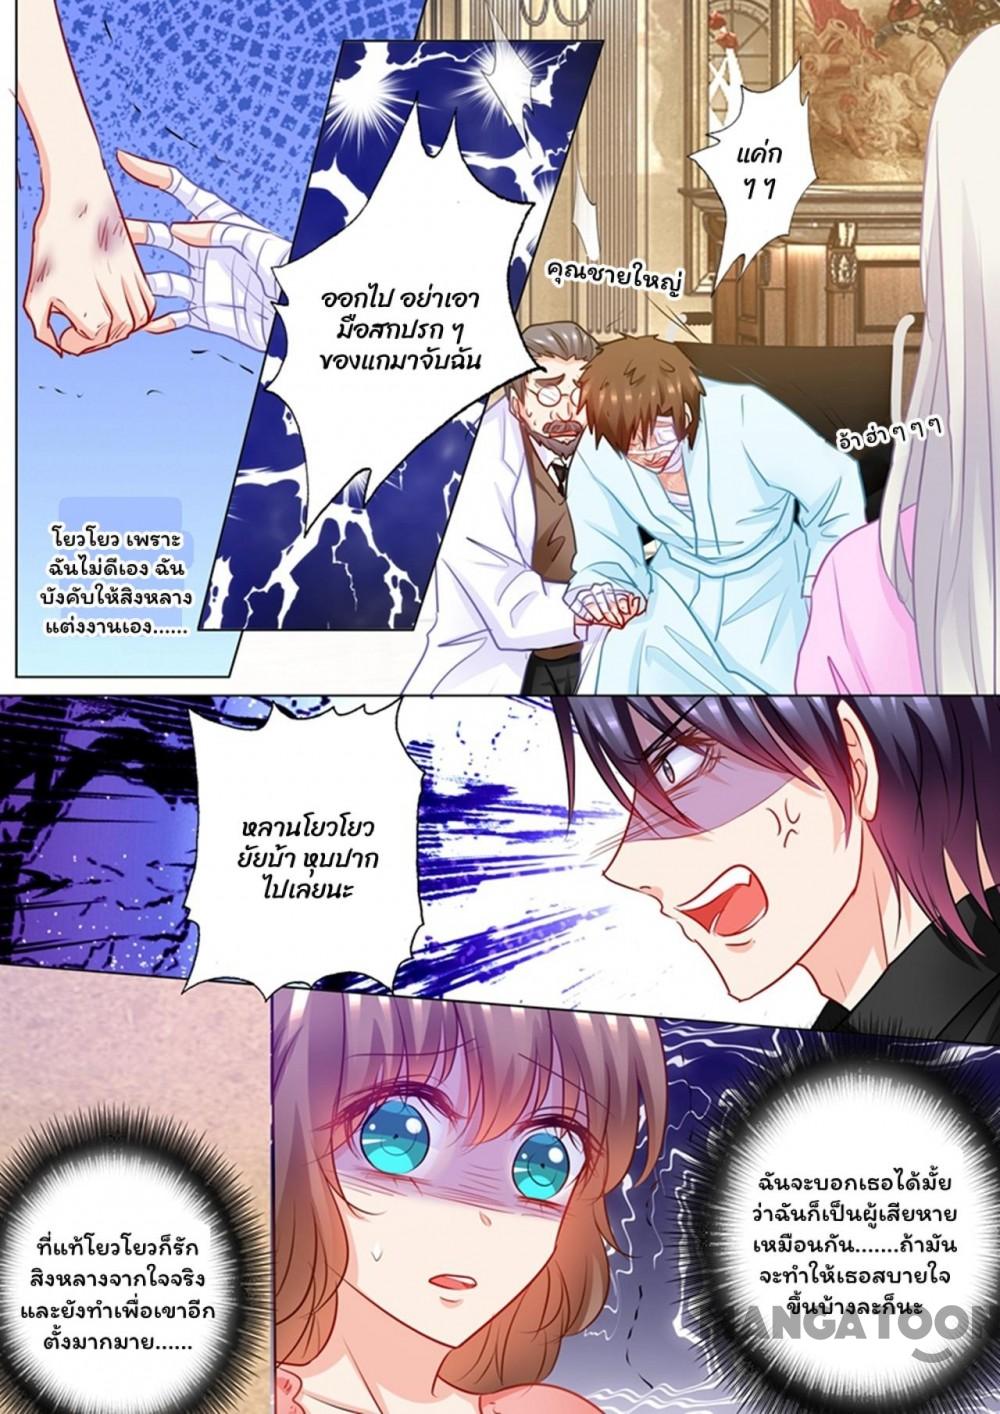 แค่ก
ๆ ๆ
คุณชายใหญ่
ออกไป อย่าเอา
มือสกปรก ๆ
ของแกมาจับฉัน
อ้าฮ่าๆ ๆ ๆ
โยวโยว เพราะ
ฉันไม่ดีเอง ฉัน
บังคับให้สิงหลาง
แต่งงานเอง......
หลานโยวโยว
ยัยบ้า หุบปาก
ไปเลยนะ
ฉันจะบอกเธอได้มั้ย
ว่าฉันก็เป็นผู้เสียหาย
เหมือนกัน.......ถ้ามัน
จะทำให้เธอสบายใจ
ขึ้นบ้างละก็นะ
ที่แท้โยวโยวก็รัก
สิงหลางจากใจจริง
และยังทำเพื่อเขาอีก
ตั้งมากมาย......
MANGATOON